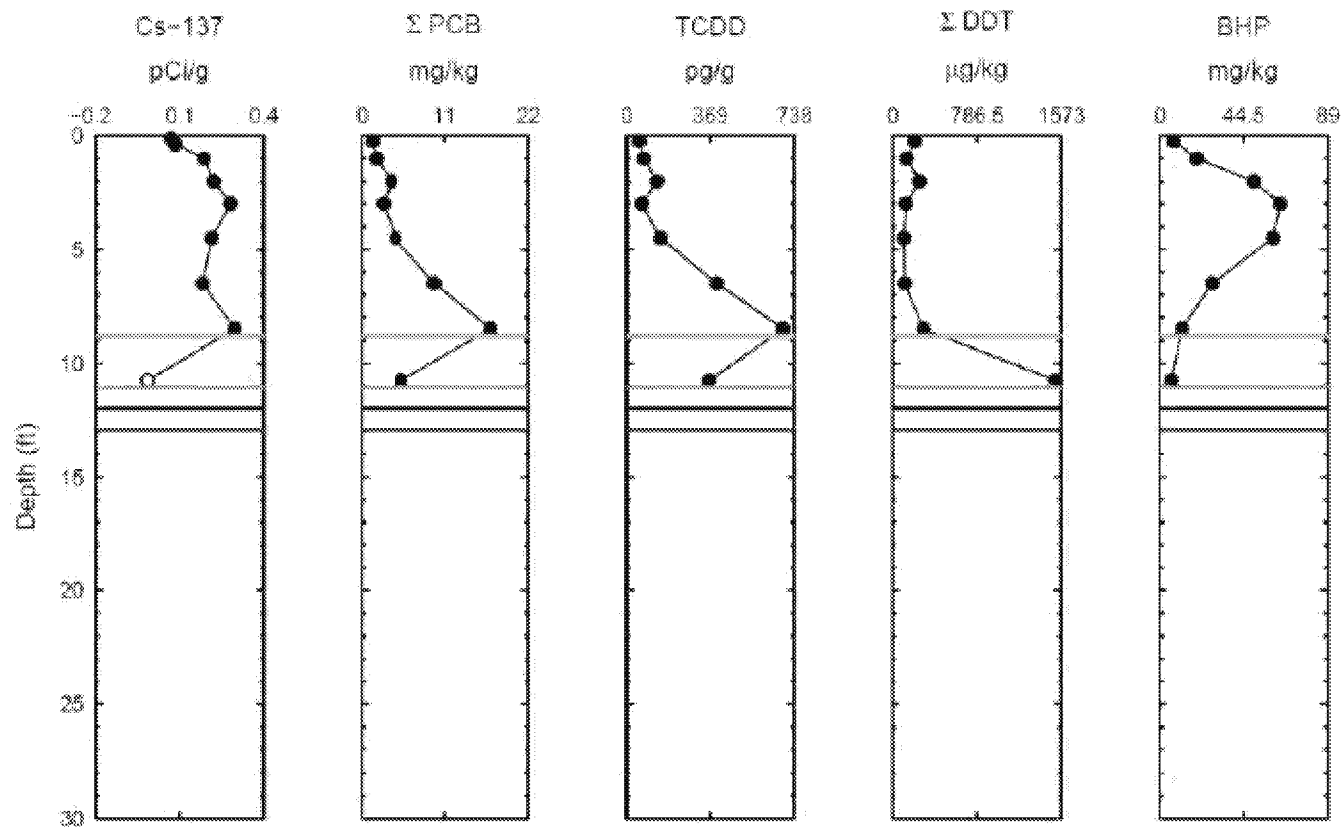 Cs-137 Σ PCB TCDD Σ DDT BHP
pCi/g mg/kg pg/g µg/kg mg/kg
-0.2 0.1 0.4 0 11 22 0 369 738 0 786.5 1573 0 44.5 89
0
5
10
15
20
25
30
Depth (ft)